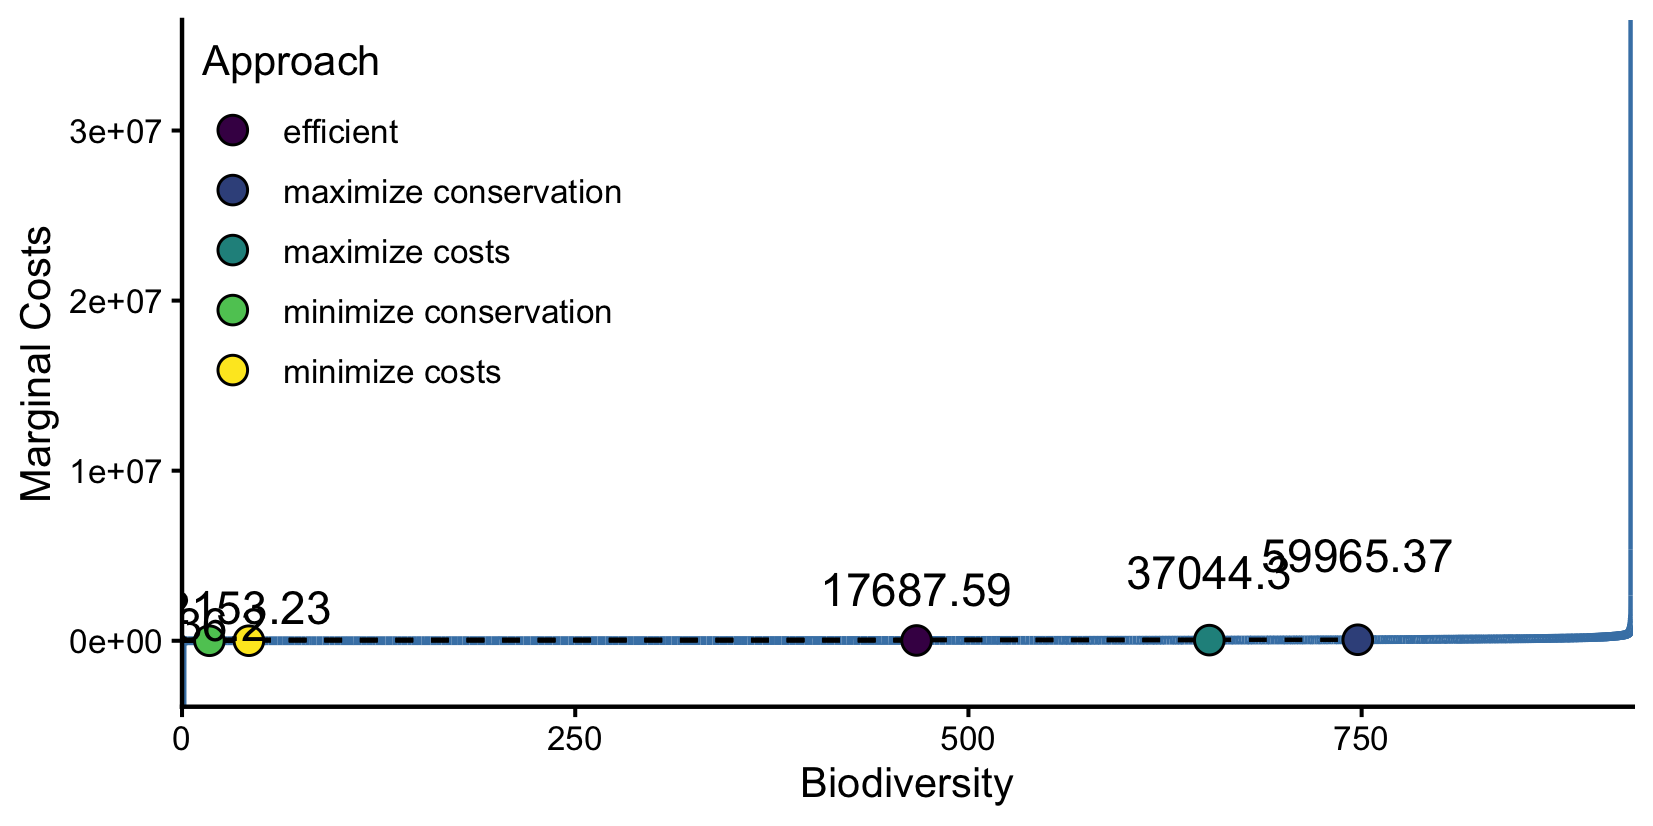 Approach
efficient
maximize conservation
maximize costs
minimize conservation
minimize costs
Marginal Costs
3e+07
2e+07
1e+07
0e+00
17687.59
37044.3
59965.37
0
250
500
750
Biodiversity